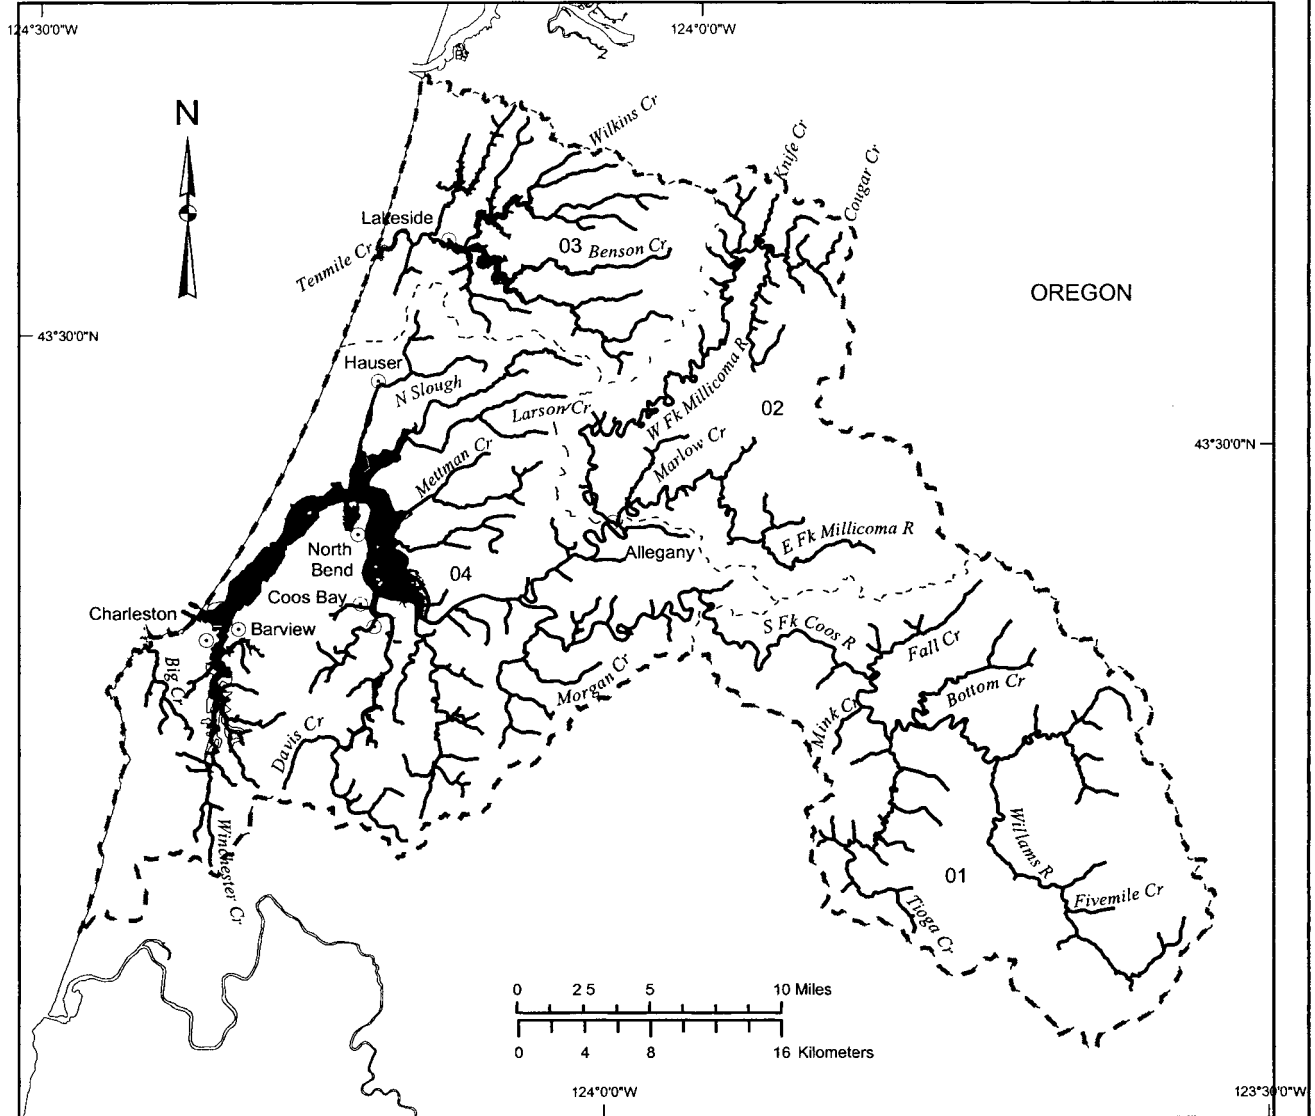 124°30'0"W
124°0'0"W
N
Wilkins Cr
Knife Cr
Cougar Cr
Lakeside
03
Benson Cr
Tenmile Cr
OREGON
43°30'0"N
Hauser
N Slough
Larson Cr
W Fk Millicoma R
02
Marlow Cr
43°30'0"N
Mettman Cr
E Fk Millicoma R
North
Bend
Allegany
04
Coos Bay
Charleston
Barview
S Fk Coos R
Fall Cr
Big Cr
Morgan Cr
Bottom Cr
Mink Cr
Davis Cr
Winchester Cr
Willams R
01
Fivemile Cr
Tioga Cr
0 2 5 5 10 Miles
0 4 8 16 Kilometers
124°0'0"W
123°30'0"W